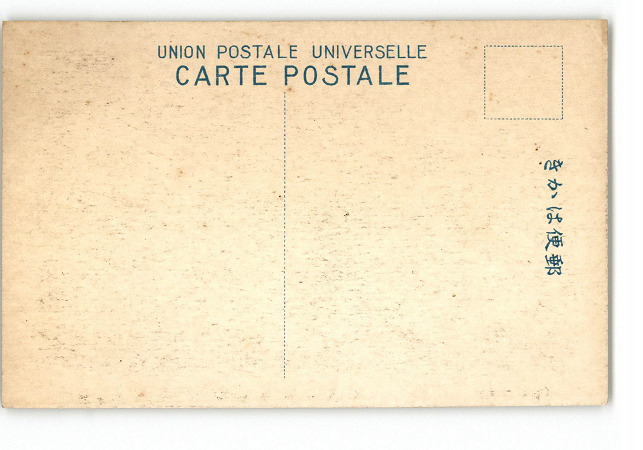 UNION POSTALE UNIVERSELLE
CARTE POSTALE
郵便はかき